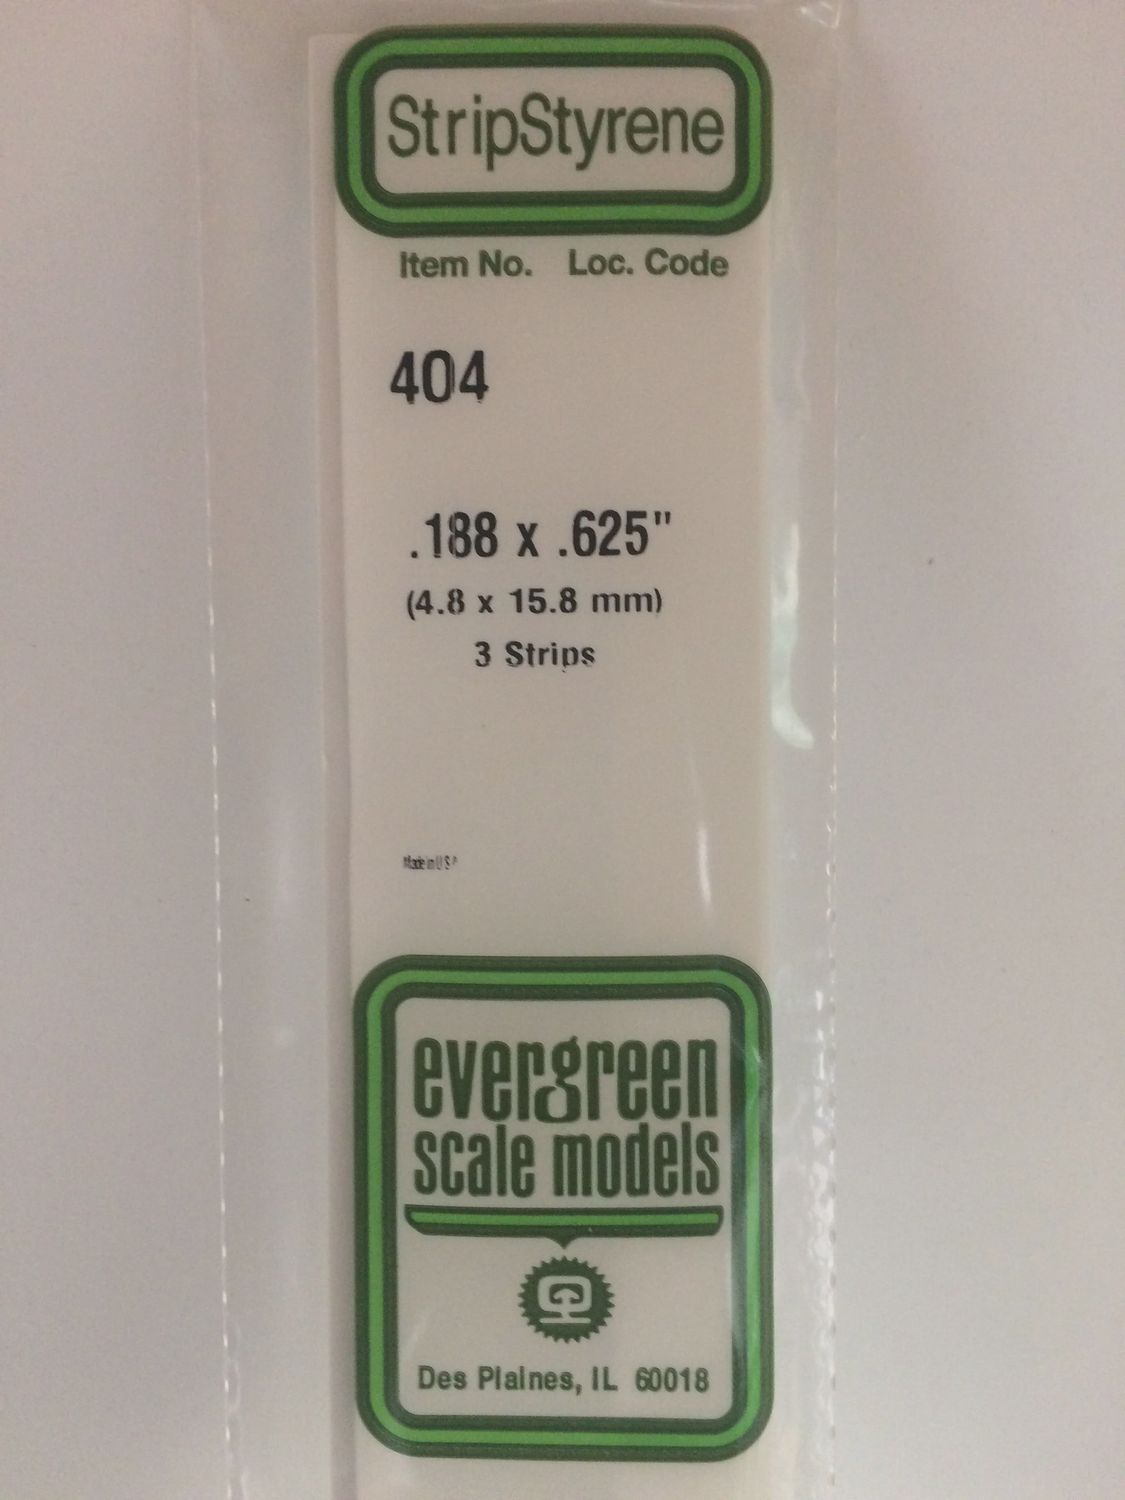 StripStyrene
Item No. Loc. Code
404
.188 x .625"
(4.8 x 15.8 mm)
3 Strips
Made in U S A
evergreen
scale models
Des Plaines, IL 60018